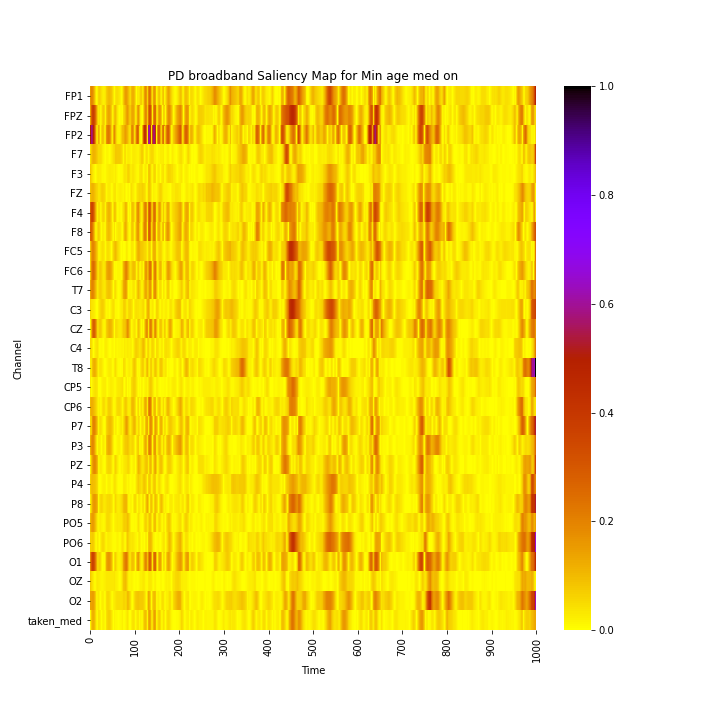 PD broadband Saliency Map for Min age med on
Channel
FP1
FPZ
FP2
F7
F3
FZ
F4
F8
FC5
FC6
T7
C3
CZ
C4
T8
CP5
CP6
P7
P3
PZ
P4
P8
PO5
PO6
O1
OZ
O2
taken_med
0 100 200 300 400 500 600 700 800 900 1000
Time
1.0
0.8
0.6
0.4
0.2
0.0